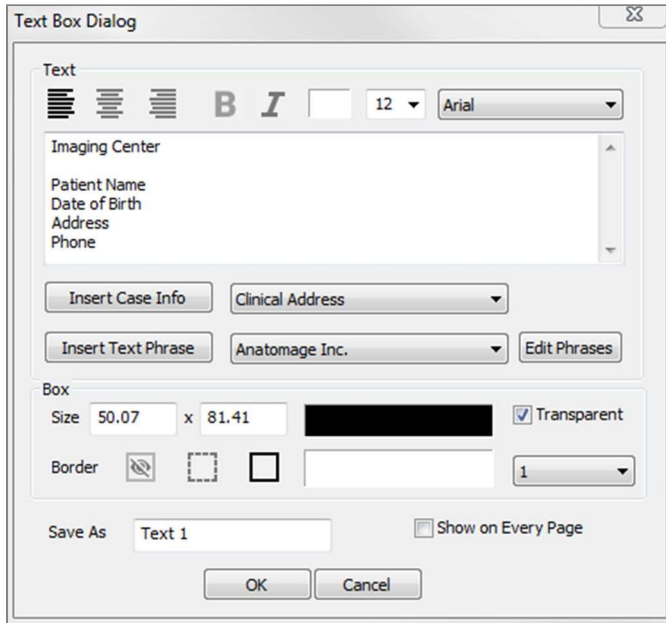 Text Box Dialog
Text
B I 12 Arial
Imaging Center
Patient Name
Date of Birth
Address
Phone
Insert Case Info Clinical Address
Insert Text Phrase Anatomage Inc. Edit Phrases
Box
Size 50.07 x 81.41 Transparent
Border 1
Save As Text 1 Show on Every Page
OK Cancel